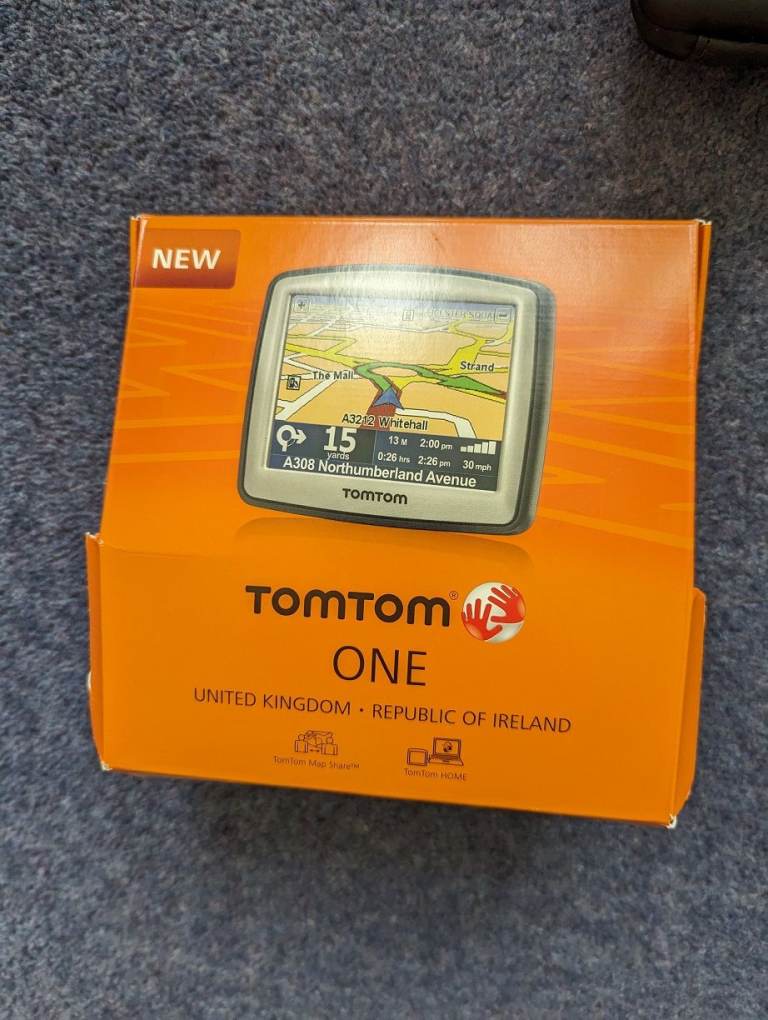 NEW
The Mall
Strand
A3212 Whitehall
15
yards
13 M 2:00 pm
0:26 hrs 2:26 pm 30 mph
A308 Northumberland Avenue
TOMTOM
TOMTOM®
ONE
UNITED KINGDOM • REPUBLIC OF IRELAND
TomTom Map Share™
TomTom HOME